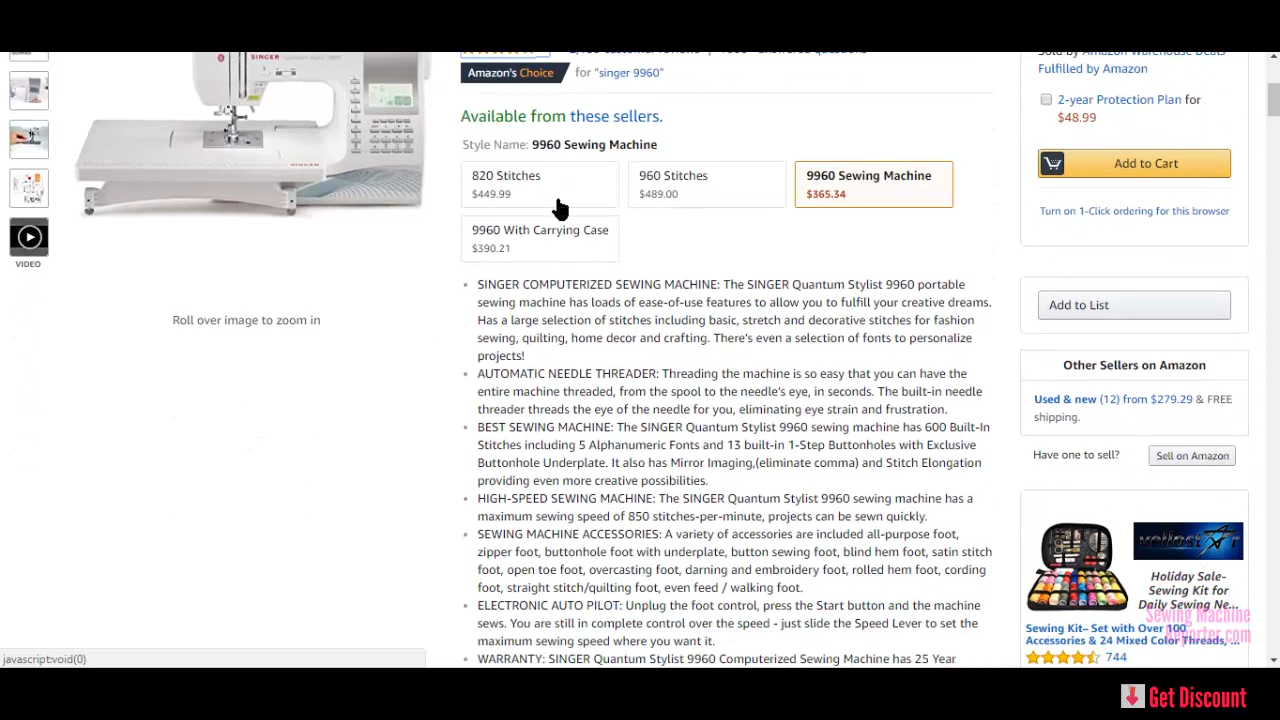 SINGER
SINGER
VIDEO
Roll over image to zoom in
Amazon's Choice for "singer 9960"
Available from these sellers.
Style Name: 9960 Sewing Machine
820 Stitches
$449.99
960 Stitches
$489.00
9960 Sewing Machine
$365.34
9960 With Carrying Case
$390.21
SINGER COMPUTERIZED SEWING MACHINE: The SINGER Quantum Stylist 9960 portable
sewing machine has loads of ease-of-use features to allow you to fulfill your creative dreams.
Has a large selection of stitches including basic, stretch and decorative stitches for fashion
sewing, quilting, home decor and crafting. There's even a selection of fonts to personalize
projects!
AUTOMATIC NEEDLE THREADER: Threading the machine is so easy that you can have the
entire machine threaded, from the spool to the needle's eye, in seconds. The built-in needle
threader threads the eye of the needle for you, eliminating eye strain and frustration.
BEST SEWING MACHINE: The SINGER Quantum Stylist 9960 sewing machine has 600 Built-In
Stitches including 5 Alphanumeric Fonts and 13 built-in 1-Step Buttonholes with Exclusive
Buttonhole Underplate. It also has Mirror Imaging,(eliminate comma) and Stitch Elongation
providing even more creative possibilities.
HIGH-SPEED SEWING MACHINE: The SINGER Quantum Stylist 9960 sewing machine has a
maximum sewing speed of 850 stitches-per-minute, projects can be sewn quickly.
SEWING MACHINE ACCESSORIES: A variety of accessories are included all-purpose foot,
zipper foot, buttonhole foot with underplate, button sewing foot, blind hem foot, satin stitch
foot, open toe foot, overcasting foot, darning and embroidery foot, rolled hem foot, cording
foot, straight stitch/quilting foot, even feed / walking foot.
ELECTRONIC AUTO PILOT: Unplug the foot control, press the Start button and the machine
sews. You are still in complete control over the speed - just slide the Speed Lever to set the
maximum sewing speed where you want it.
WARRANTY: SINGER Quantum Stylist 9960 Computerized Sewing Machine has 25 Year
Sold by Amazon Warehouse Deals
Fulfilled by Amazon
2-year Protection Plan for
$48.99
Add to Cart
Turn on 1-Click ordering for this browser
Add to List
Other Sellers on Amazon
Used & new (12) from $279.29 & FREE
shipping.
Have one to sell?
Sell on Amazon
Holiday Sale-
Sewing Kit for
Daily Sewing Ne...
Sewing Kit– Set with Over 100
Accessories & 24 Mixed Color Threads, ...
744
Sewing Machine
Reporter.com
javascript:void(0)
Get Discount